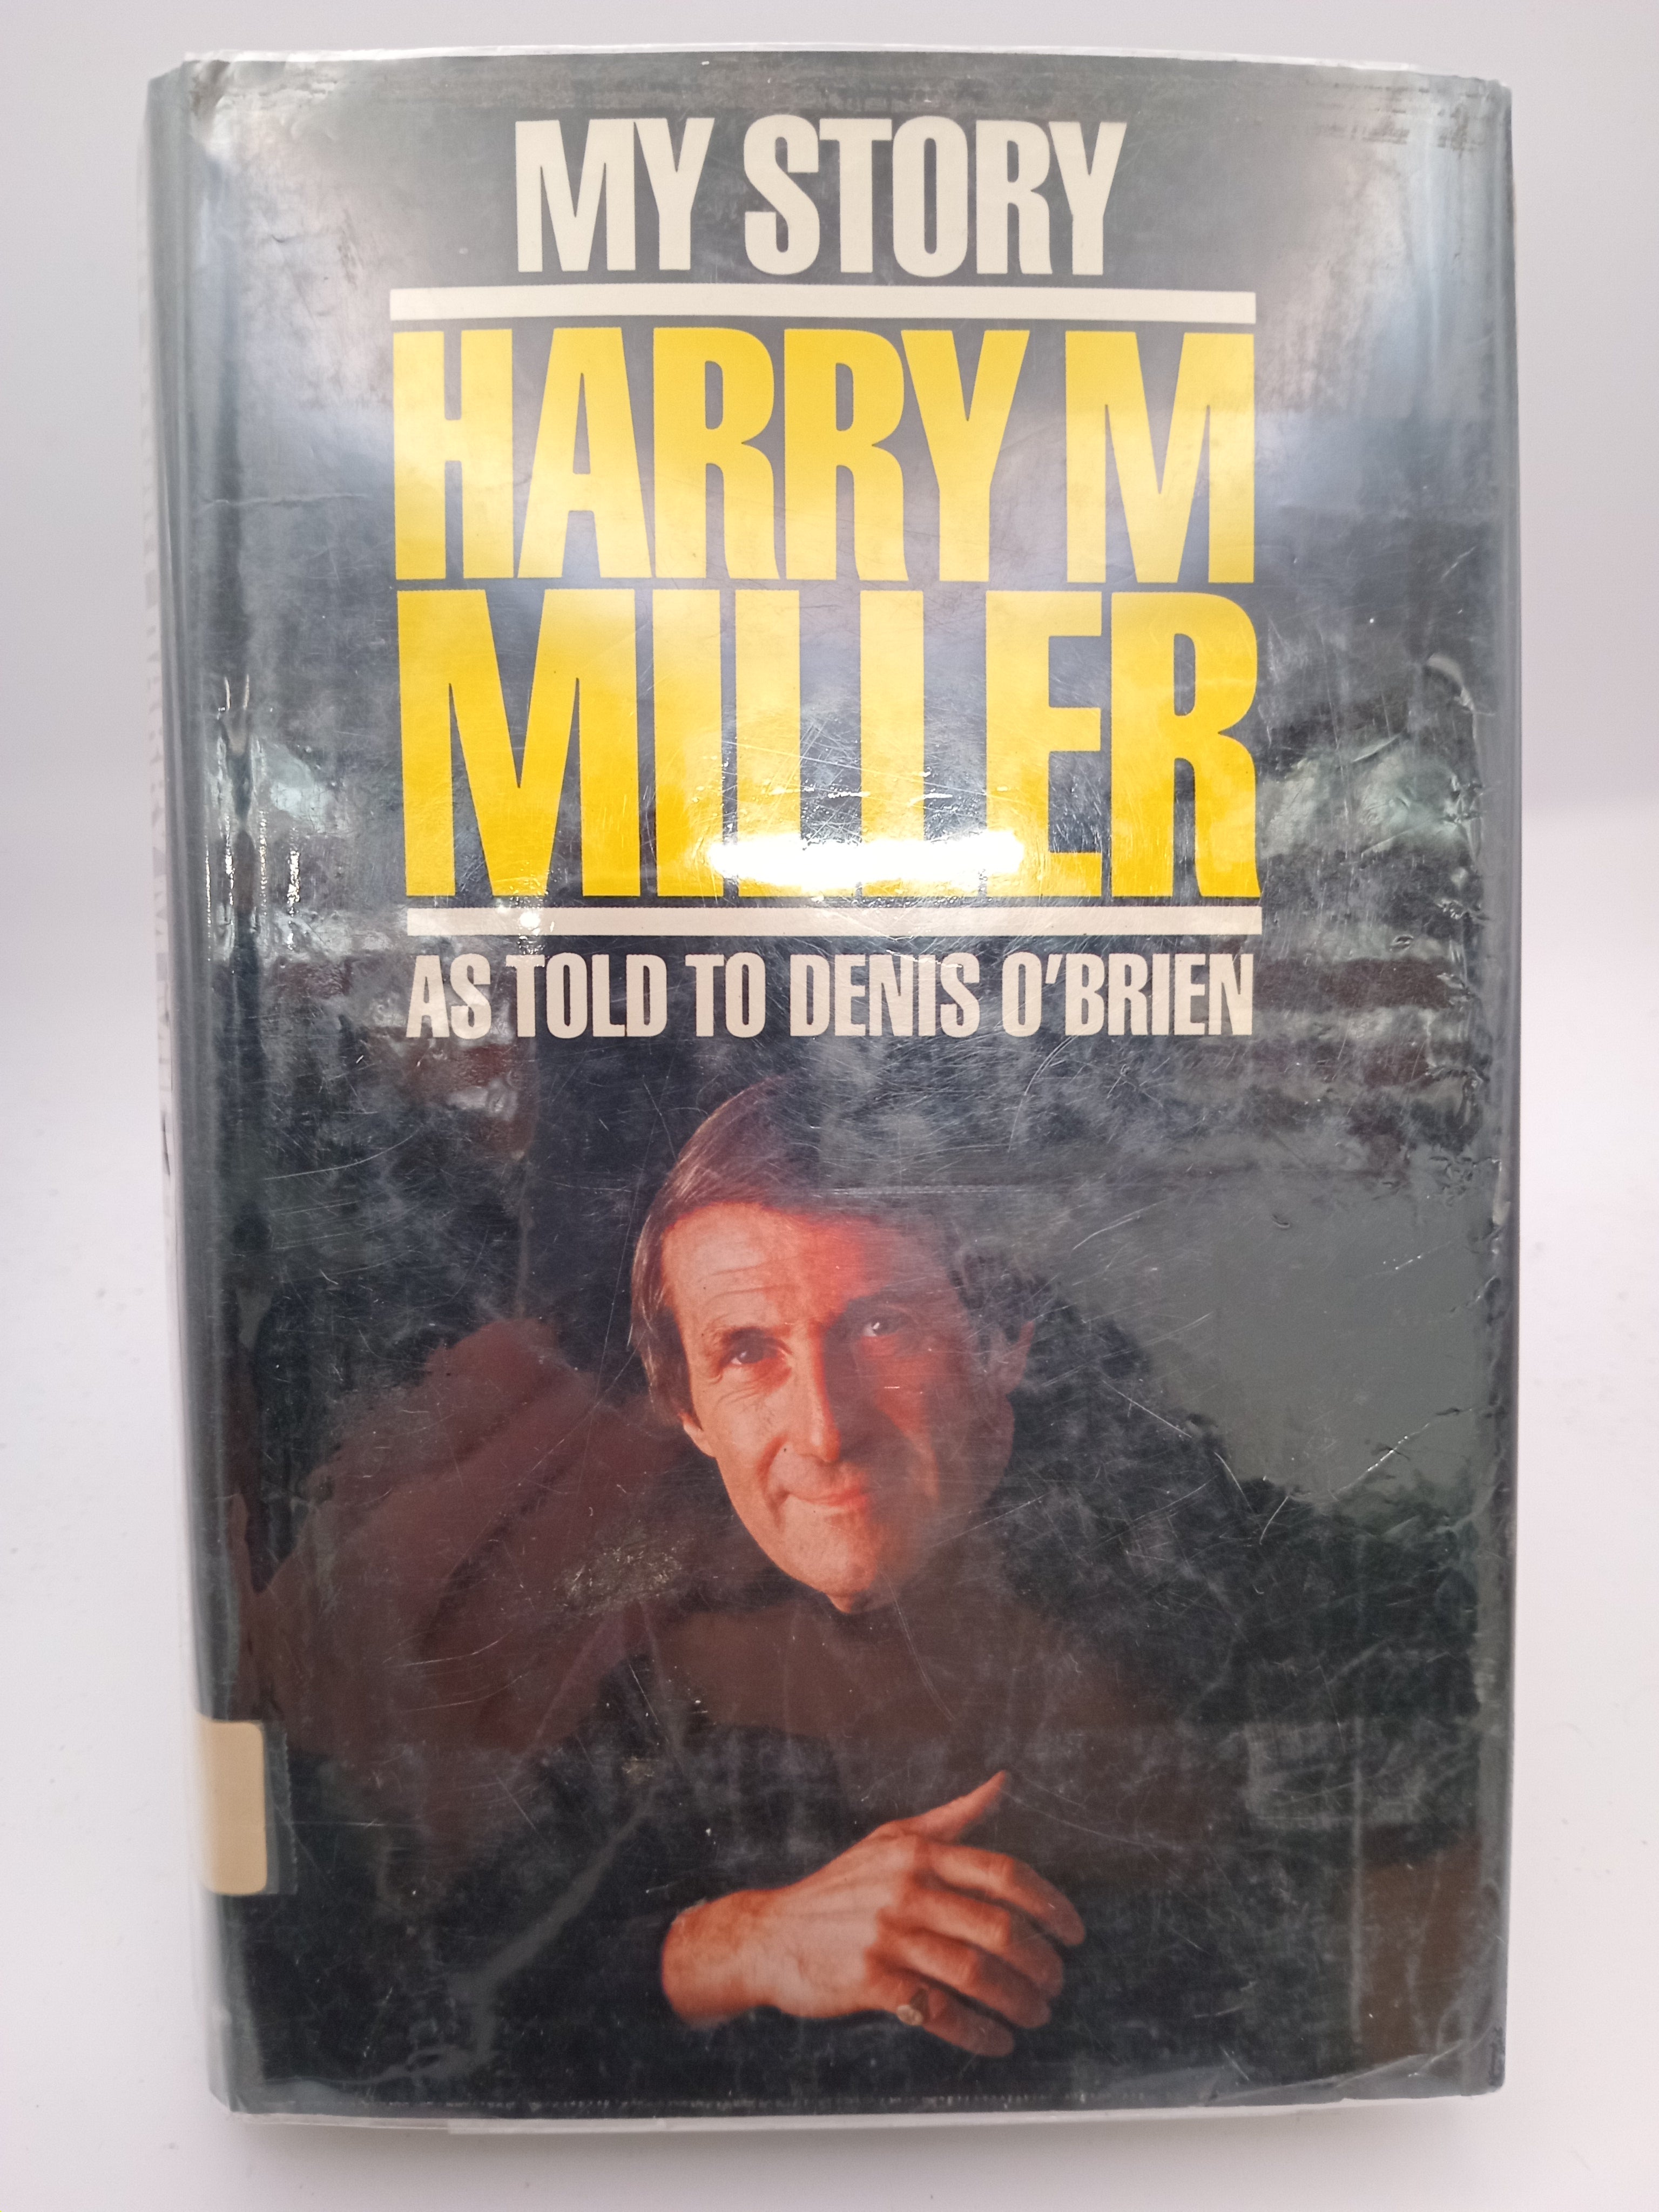 MY STORY
HARRY M
MILLER
AS TOLD TO DENIS O'BRIEN